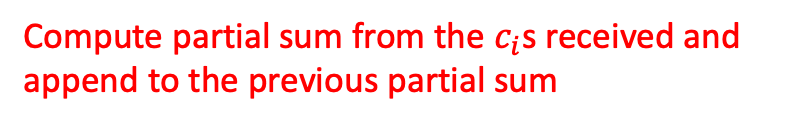 Compute partial sum from the cᵢs received and
append to the previous partial sum